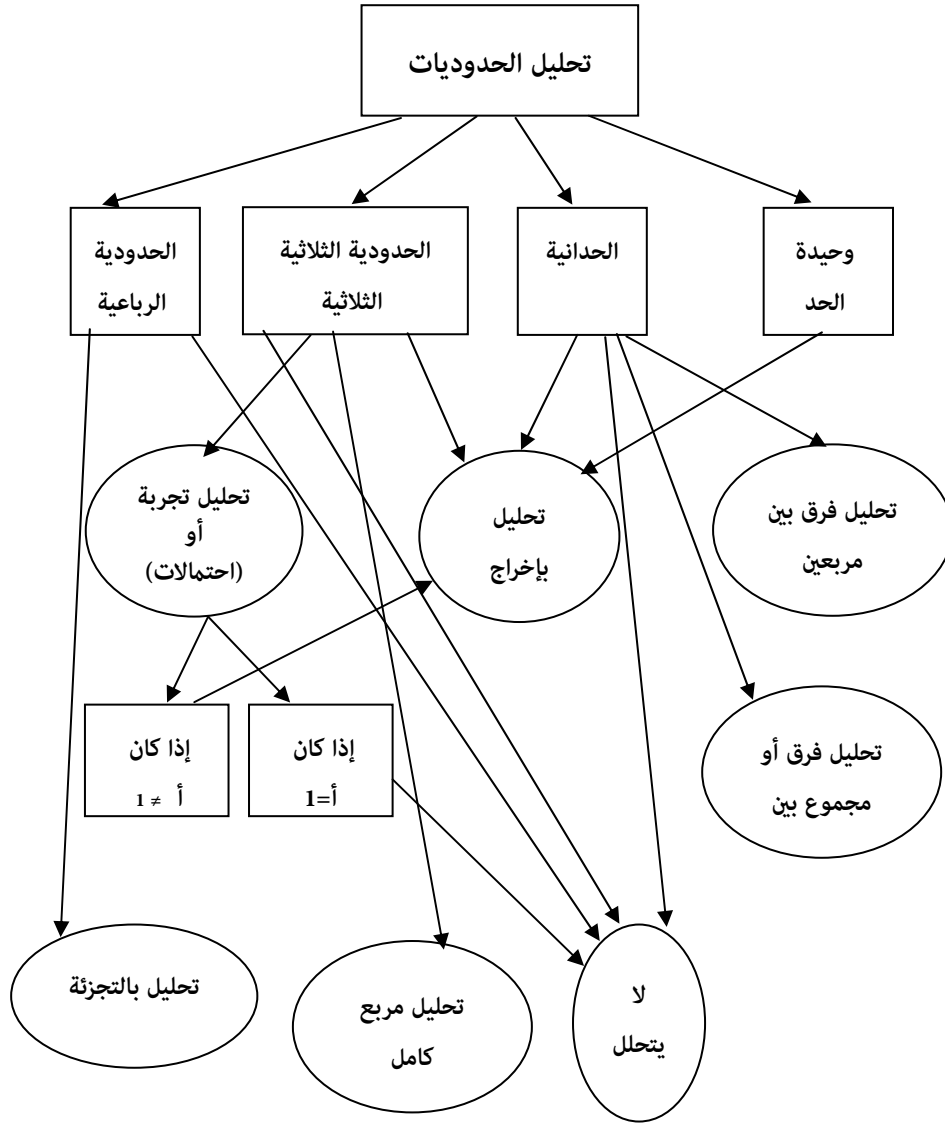 تحليل الحدوديات
وحيدة
الحد
الحدانية
الحدودية الثلاثية
الثلاثية
الحدودية
الرباعية
تحليل فرق بين
مربعين
تحليل
بإخراج
تحليل تجربة
أو
(احتمالات)
تحليل فرق أو
مجموع بين
إذا كان
أ=1
إذا كان
أ ≠ 1
لا
يتحلل
تحليل مربع
كامل
تحليل بالتجزئة